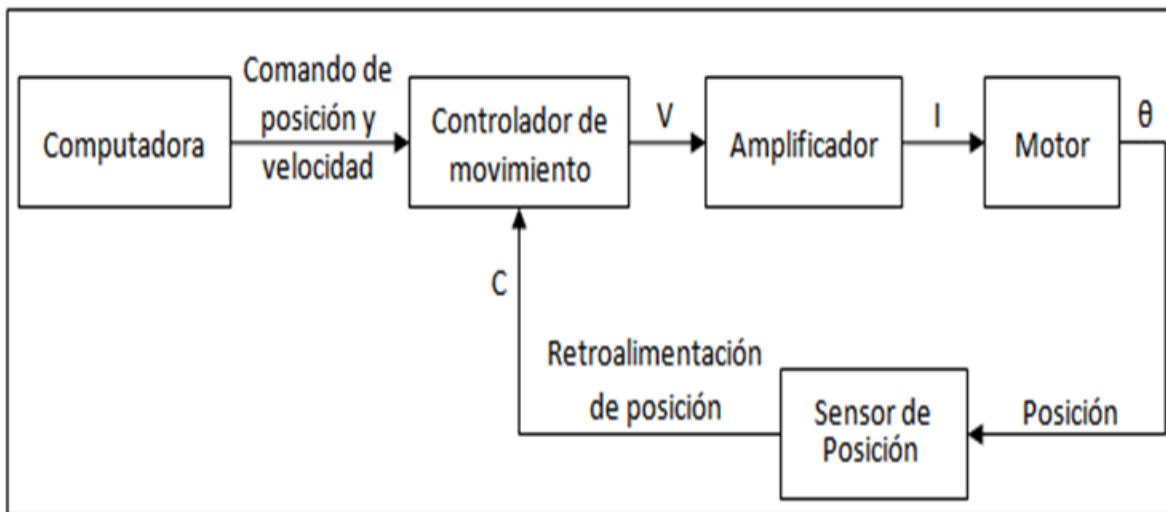 Computadora
Comando de
posición y
velocidad
Controlador de
movimiento
V
Amplificador
I
Motor
θ
C
Retroalimentación
de posición
Sensor de
Posición
Posición